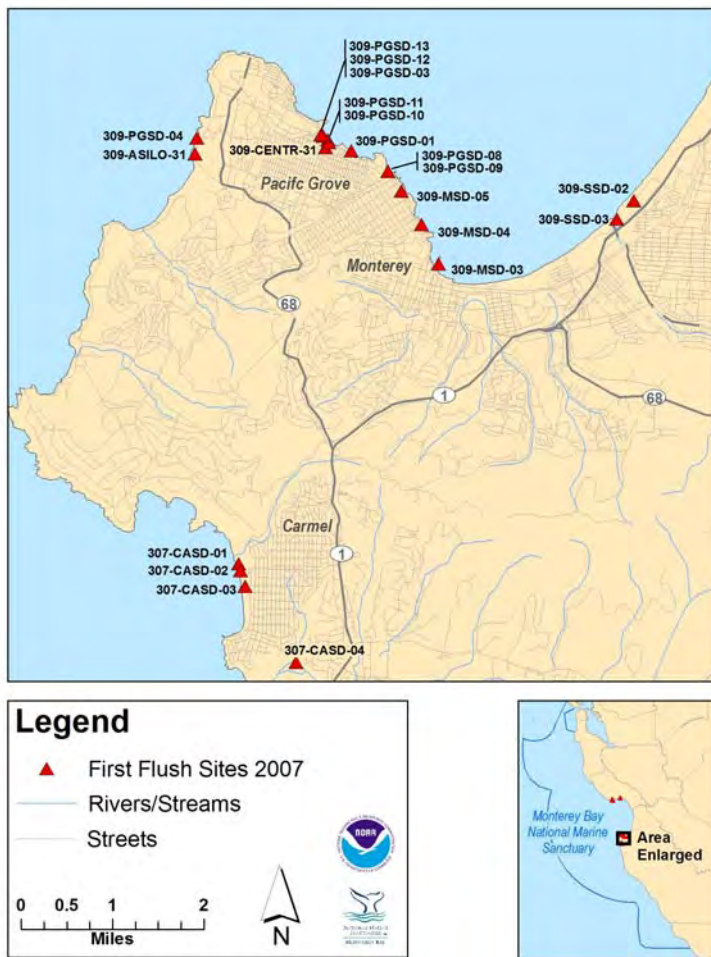 309-PGSD-13
309-PGSD-12
309-PGSD-03
309-PGSD-11
309-PGSD-10
309-PGSD-04
309-CENTR-31
309-PGSD-01
309-ASILO-31
309-PGSD-08
309-PGSD-09
Pacifc Grove
309-MSD-05
309-SSD-02
309-MSD-04
309-SSD-03
Monterey
309-MSD-03
68
1
68
Carmel
307-CASD-01
1
307-CASD-02
307-CASD-03
307-CASD-04
Legend
First Flush Sites 2007
Rivers/Streams
Streets
NOAA
0 0.5 1 2
Miles
N
Monterey Bay
National Marine
Sanctuary
Area
Enlarged